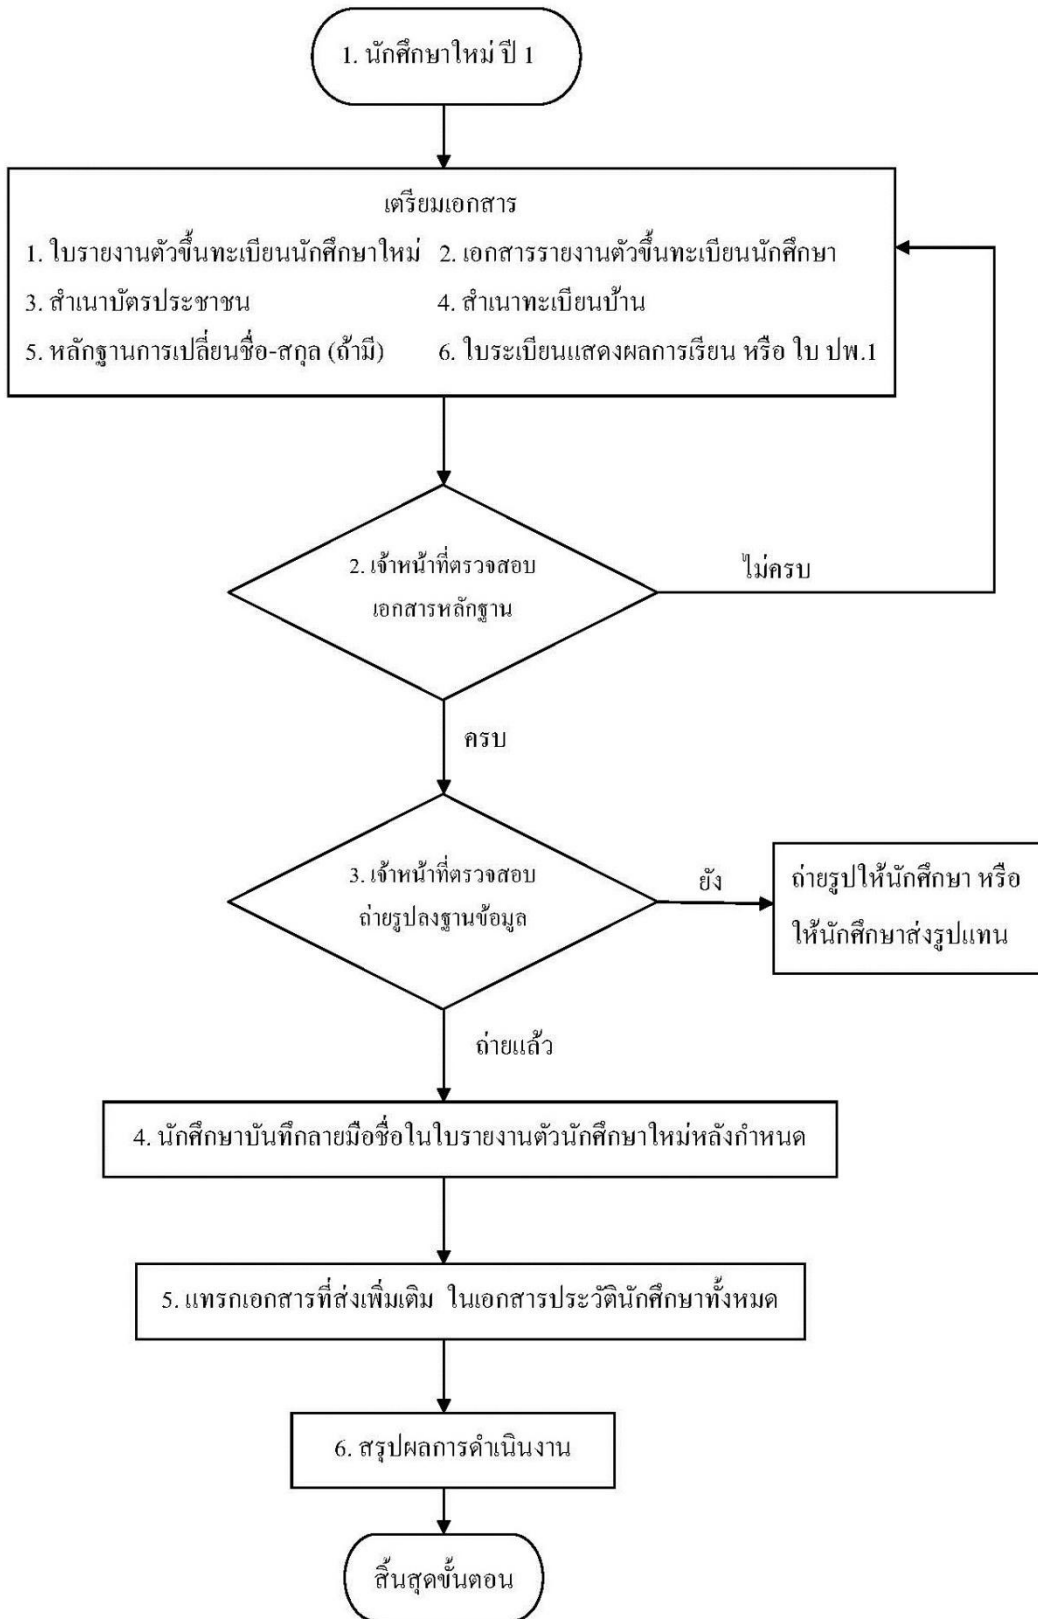 1. นักศึกษาใหม่ ปี 1
เตรียมเอกสาร
1. ใบรายงานตัวขึ้นทะเบียนนักศึกษาใหม่ 2. เอกสารรายงานตัวขึ้นทะเบียนนักศึกษา
3. สำเนาบัตรประชาชน 4. สำเนาทะเบียนบ้าน
5. หลักฐานการเปลี่ยนชื่อ-สกุล (ถ้ามี) 6. ใบระเบียนแสดงผลการเรียน หรือ ใบ ปพ.1
2. เจ้าหน้าที่ตรวจสอบ
เอกสารหลักฐาน
ไม่ครบ
ครบ
3. เจ้าหน้าที่ตรวจสอบ
ถ่ายรูปลงฐานข้อมูล
ยัง
ถ่ายรูปให้นักศึกษา หรือ
ให้นักศึกษาส่งรูปแทน
ถ่ายแล้ว
4. นักศึกษาบันทึกลายมือชื่อในใบรายงานตัวนักศึกษาใหม่หลังกำหนด
5. แทรกเอกสารที่ส่งเพิ่มเติม ในเอกสารประวัตินักศึกษาทั้งหมด
6. สรุปผลการดำเนินงาน
สิ้นสุดขั้นตอน